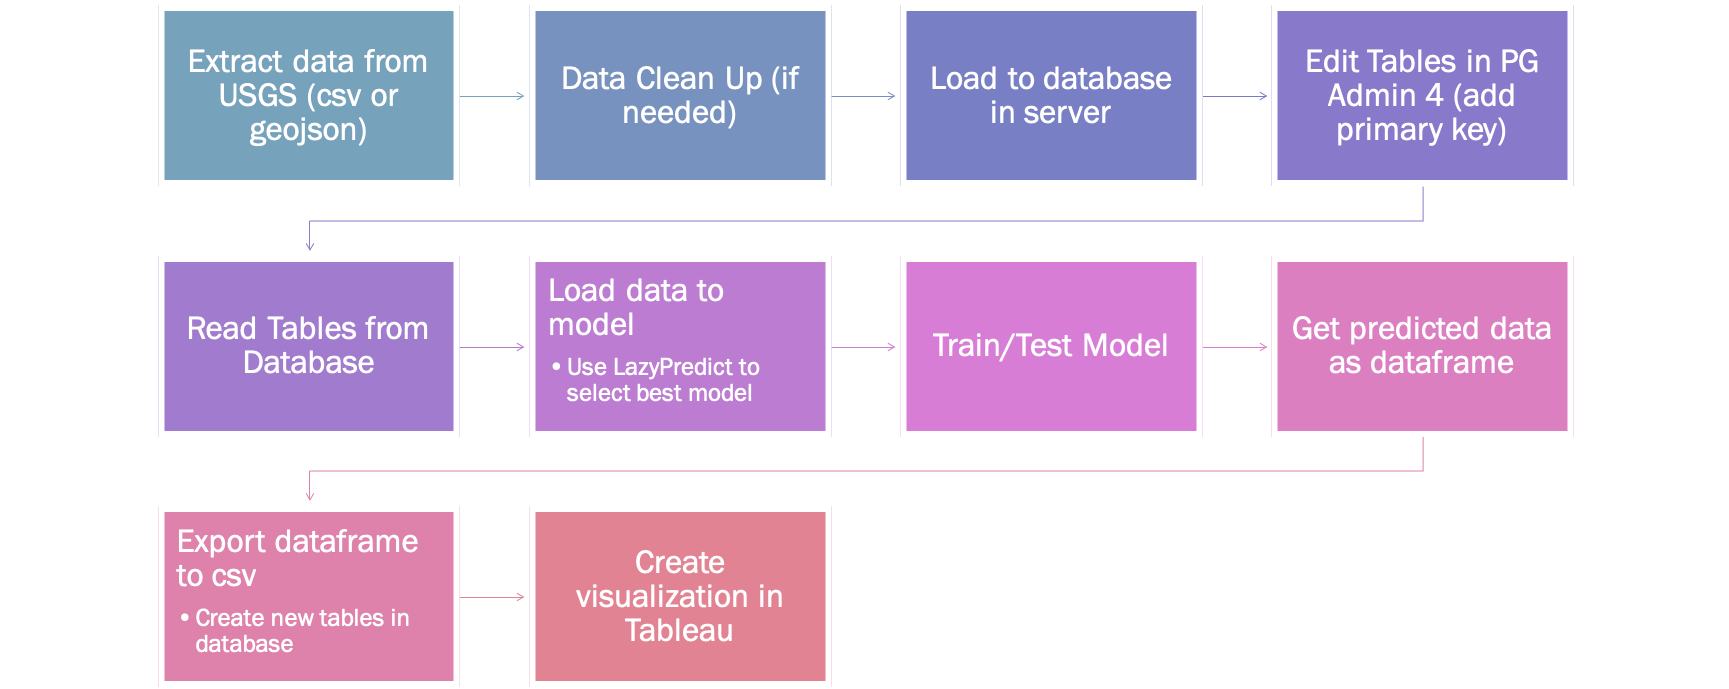 Extract data from
USGS (csv or
geojson)
Data Clean Up (if
needed)
Load to database
in server
Edit Tables in PG
Admin 4 (add
primary key)
Read Tables from
Database
Load data to
model
• Use LazyPredict to
select best model
Train/Test Model
Get predicted data
as dataframe
Export dataframe
to csv
• Create new tables in
database
Create
visualization in
Tableau